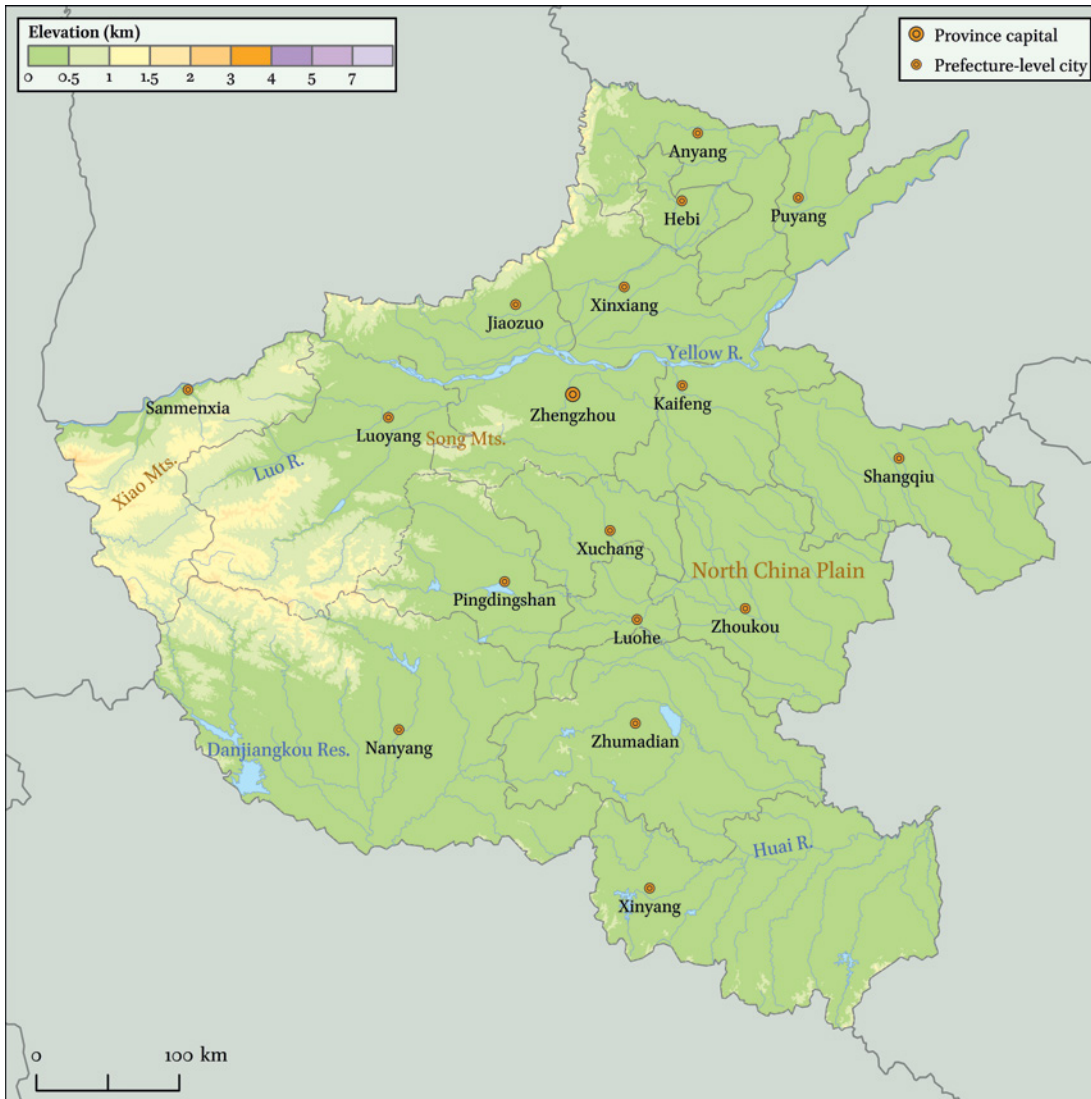 Elevation (km)
0 0.5 1 1.5 2 3 4 5 7
Province capital
Prefecture-level city
Anyang
Hebi
Puyang
Xinxiang
Jiaozuo
Yellow R.
Sanmenxia
Zhengzhou
Kaifeng
Luoyang
Song Mts.
Luo R.
Xiao Mts.
Shangqiu
Xuchang
North China Plain
Pingdingshan
Luohe
Zhoukou
Danjiangkou Res.
Nanyang
Zhumadian
Huai R.
Xinyang
0 100 km